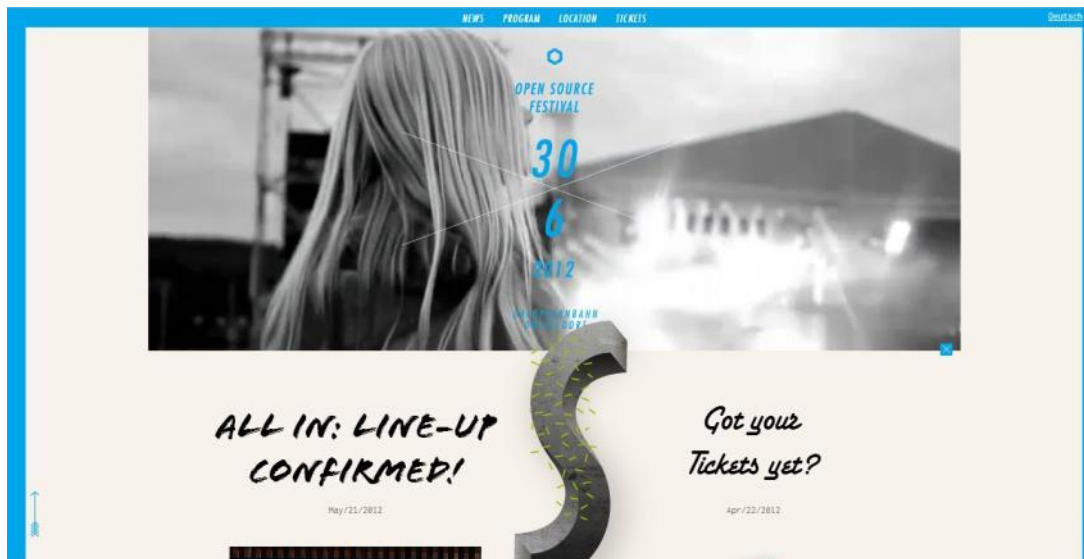 NEWS PROGRAM LOCATION TICKETS
Deutsch
OPEN SOURCE
FESTIVAL
30
6
2012
ALL IN: LINE-UP
CONFIRMED!
May/21/2012
Got your
Tickets yet?
Apr/22/2012